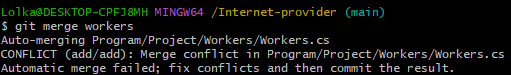 Lolka@DESKTOP-CPFJ8MH MINGW64 /Internet-provider (main)
$ git merge workers
Auto-merging Program/Project/Workers/Workers.cs
CONFLICT (add/add): Merge conflict in Program/Project/Workers/Workers.cs
Automatic merge failed; fix conflicts and then commit the result.